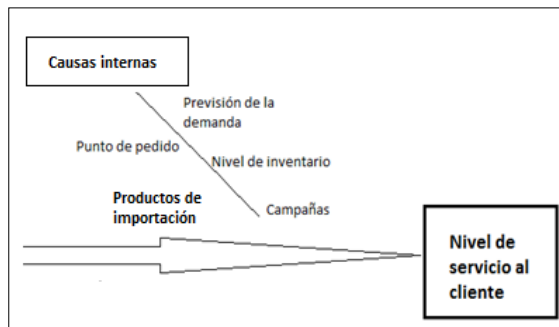 Causas internas
Previsión de la
demanda
Punto de pedido
Nivel de inventario
Productos de
importación
Campañas
Nivel de
servicio al
cliente